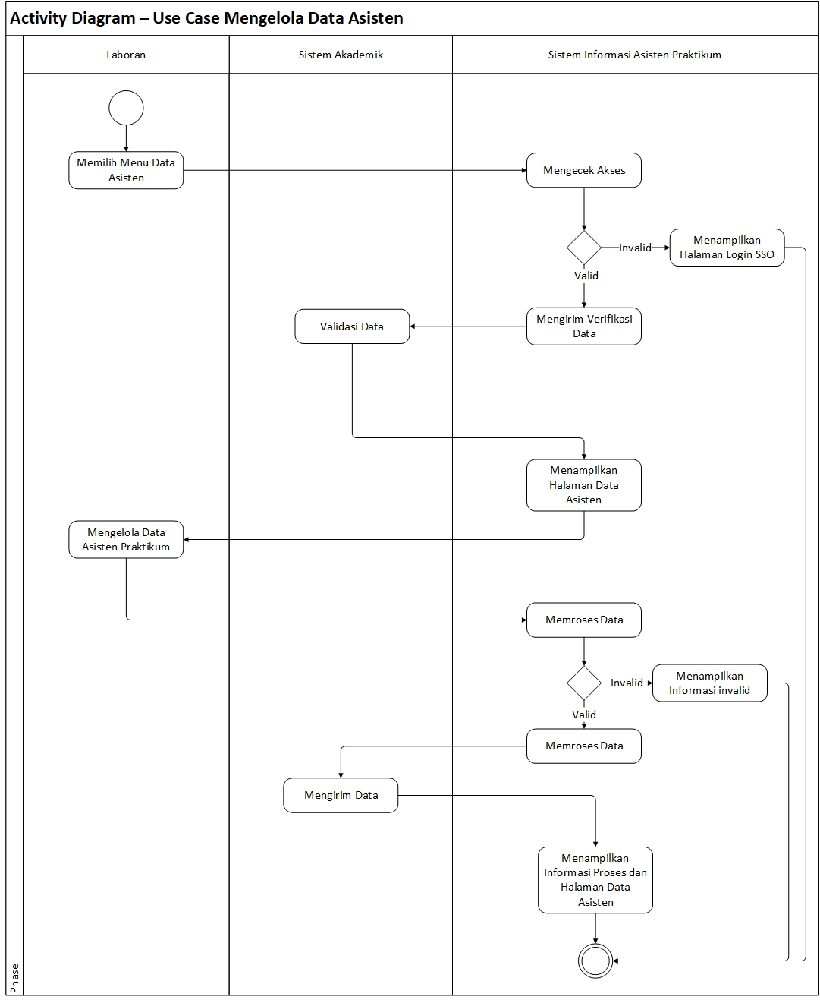 Activity Diagram – Use Case Mengelola Data Asisten
Laboran
Sistem Akademik
Sistem Informasi Asisten Praktikum
Memilih Menu Data
Asisten
Mengecek Akses
Invalid
Menampilkan
Halaman Login SSO
Valid
Validasi Data
Mengirim Verifikasi
Data
Menampilkan
Halaman Data
Asisten
Mengelola Data
Asisten Praktikum
Memroses Data
Invalid
Menampilkan
Informasi invalid
Valid
Memroses Data
Mengirim Data
Menampilkan
Informasi Proses dan
Halaman Data
Asisten
Phase